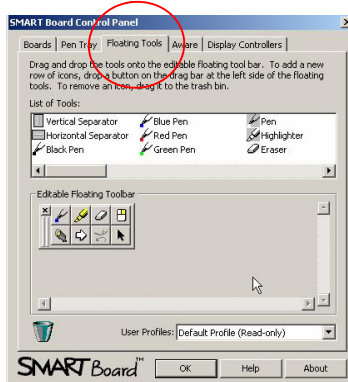 SMART Board Control Panel
Boards Pen Tray Floating Tools Aware Display Controllers
Drag and drop the tools onto the editable floating tool bar. To add a new
row of icons, drop a button on the drag bar at the left side of the floating
tools. To remove an icon, drag it to the trash bin.
List of Tools:
Vertical Separator Blue Pen Pen
Horizontal Separator Red Pen Highlighter
Black Pen Green Pen Eraser
Editable Floating Toolbar
User Profiles: Default Profile (Read-only)
SMART Board™ OK Help About